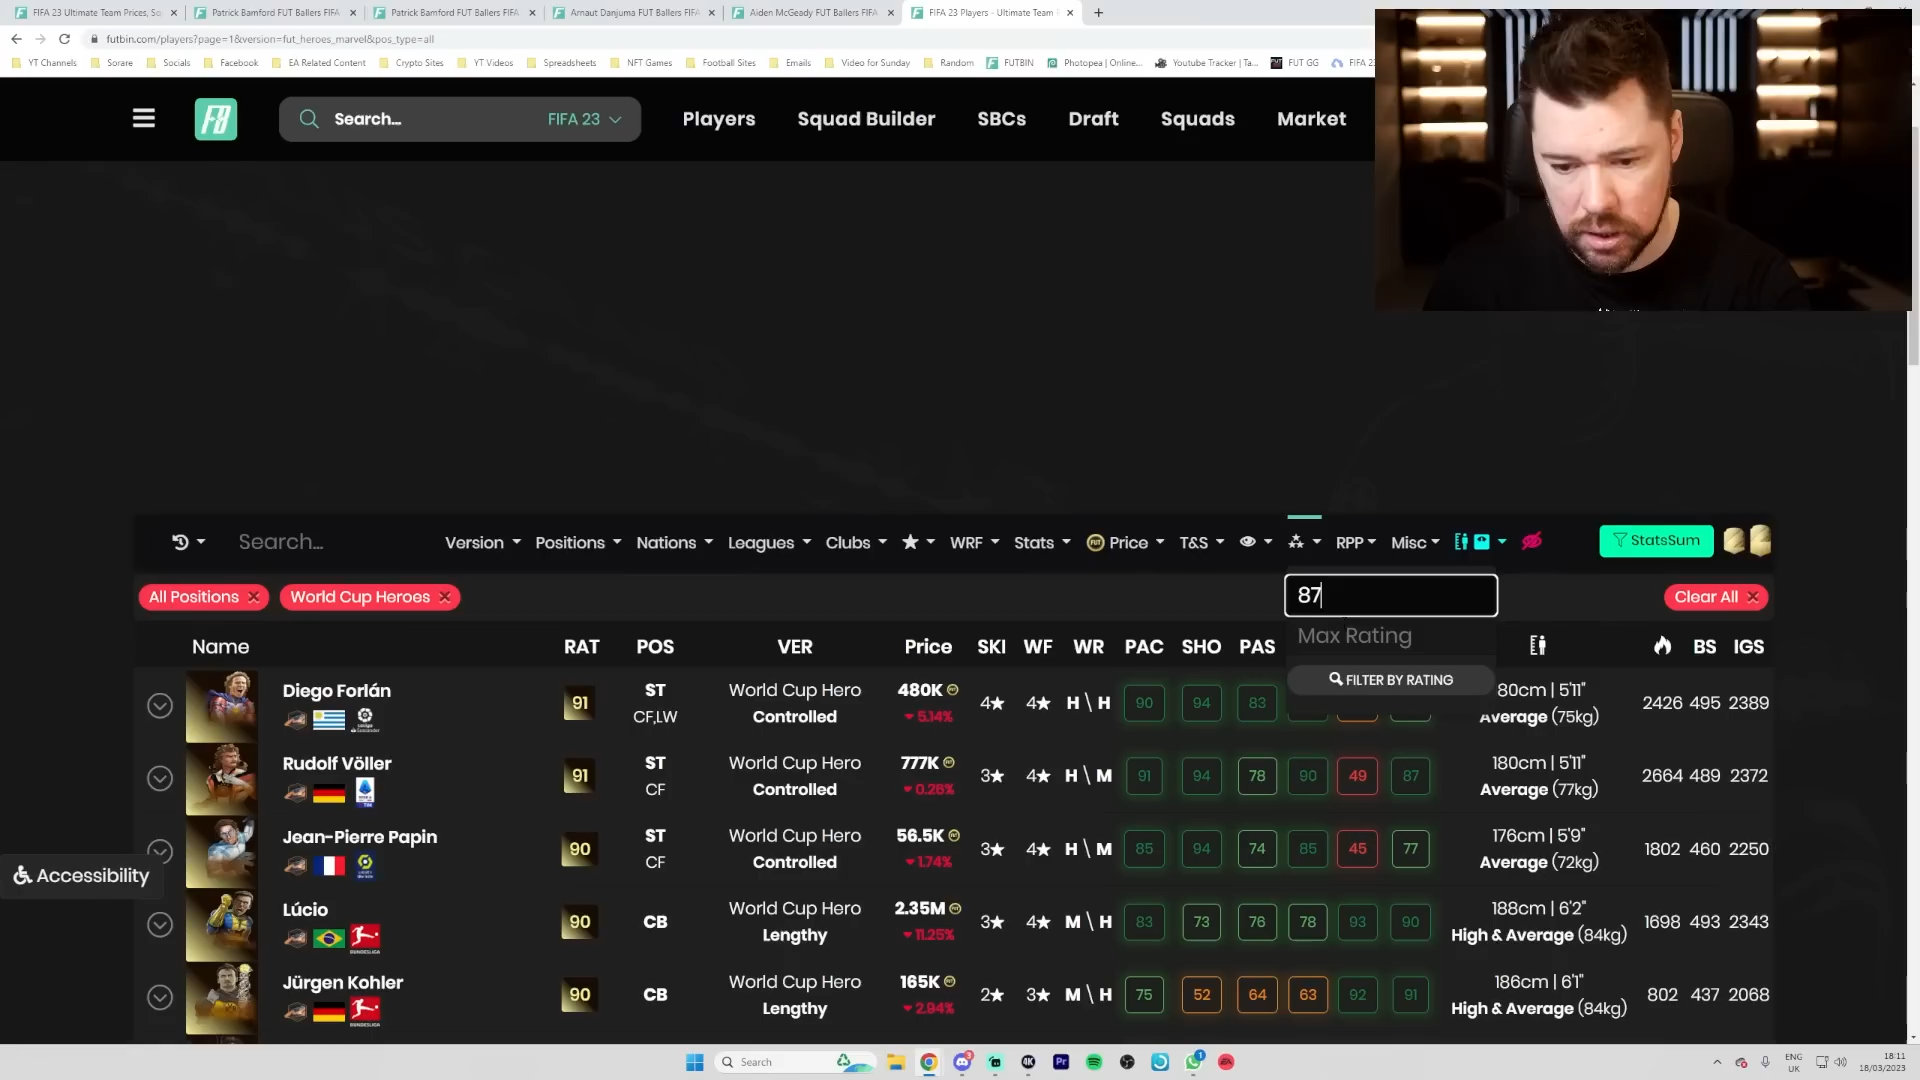 FIFA 23 Ultimate Team Prices, Sq
Patrick Bamford FUT Ballers FIFA
Patrick Bamford FUT Ballers FIFA
Arnaut Danjuma FUT Ballers FIFA
Aiden McGeady FUT Ballers FIFA
FIFA 23 Players - Ultimate Team
futbin.com/players?page=1&version=fut_heroes_marvel&pos_type=all
YT Channels Sorare Socials Facebook EA Related Content Crypto Sites YT Videos Spreadsheets NFT Games Football Sites Emails Video for Sunday Random FUTBIN Photopea | Online... Youtube Tracker | Ta... FUT GG FIFA 23
Search... FIFA 23 Players Squad Builder SBCs Draft Squads Market
Search... Version Positions Nations Leagues Clubs WRF Stats Price T&S RPP Misc StatsSum
All Positions × World Cup Heroes × 87 Clear All ×
Max Rating
FILTER BY RATING
Name RAT POS VER Price SKI WF WR PAC SHO PAS BS IGS
Diego Forlán 91 ST World Cup Hero 480K 4★ 4★ H \ H 90 94 83 80cm | 5'11" 2426 495 2389
CF,LW Controlled 5.14% Average (75kg)
Rudolf Völler 91 ST World Cup Hero 777K 3★ 4★ H \ M 91 94 78 90 49 87 180cm | 5'11" 2664 489 2372
CF Controlled 0.26% Average (77kg)
Jean-Pierre Papin 90 ST World Cup Hero 56.5K 3★ 4★ H \ M 85 94 74 85 45 77 176cm | 5'9" 1802 460 2250
CF Controlled 1.74% Average (72kg)
Accessibility
Lúcio 90 CB World Cup Hero 2.35M 3★ 4★ M \ H 83 73 76 78 93 90 188cm | 6'2" 1698 493 2343
Lengthy 11.25% High & Average (84kg)
Jürgen Kohler 90 CB World Cup Hero 165K 2★ 3★ M \ H 75 52 64 63 92 91 186cm | 6'1" 802 437 2068
Lengthy 2.94% High & Average (84kg)
Search ENG 18:11
UK 18/03/2023